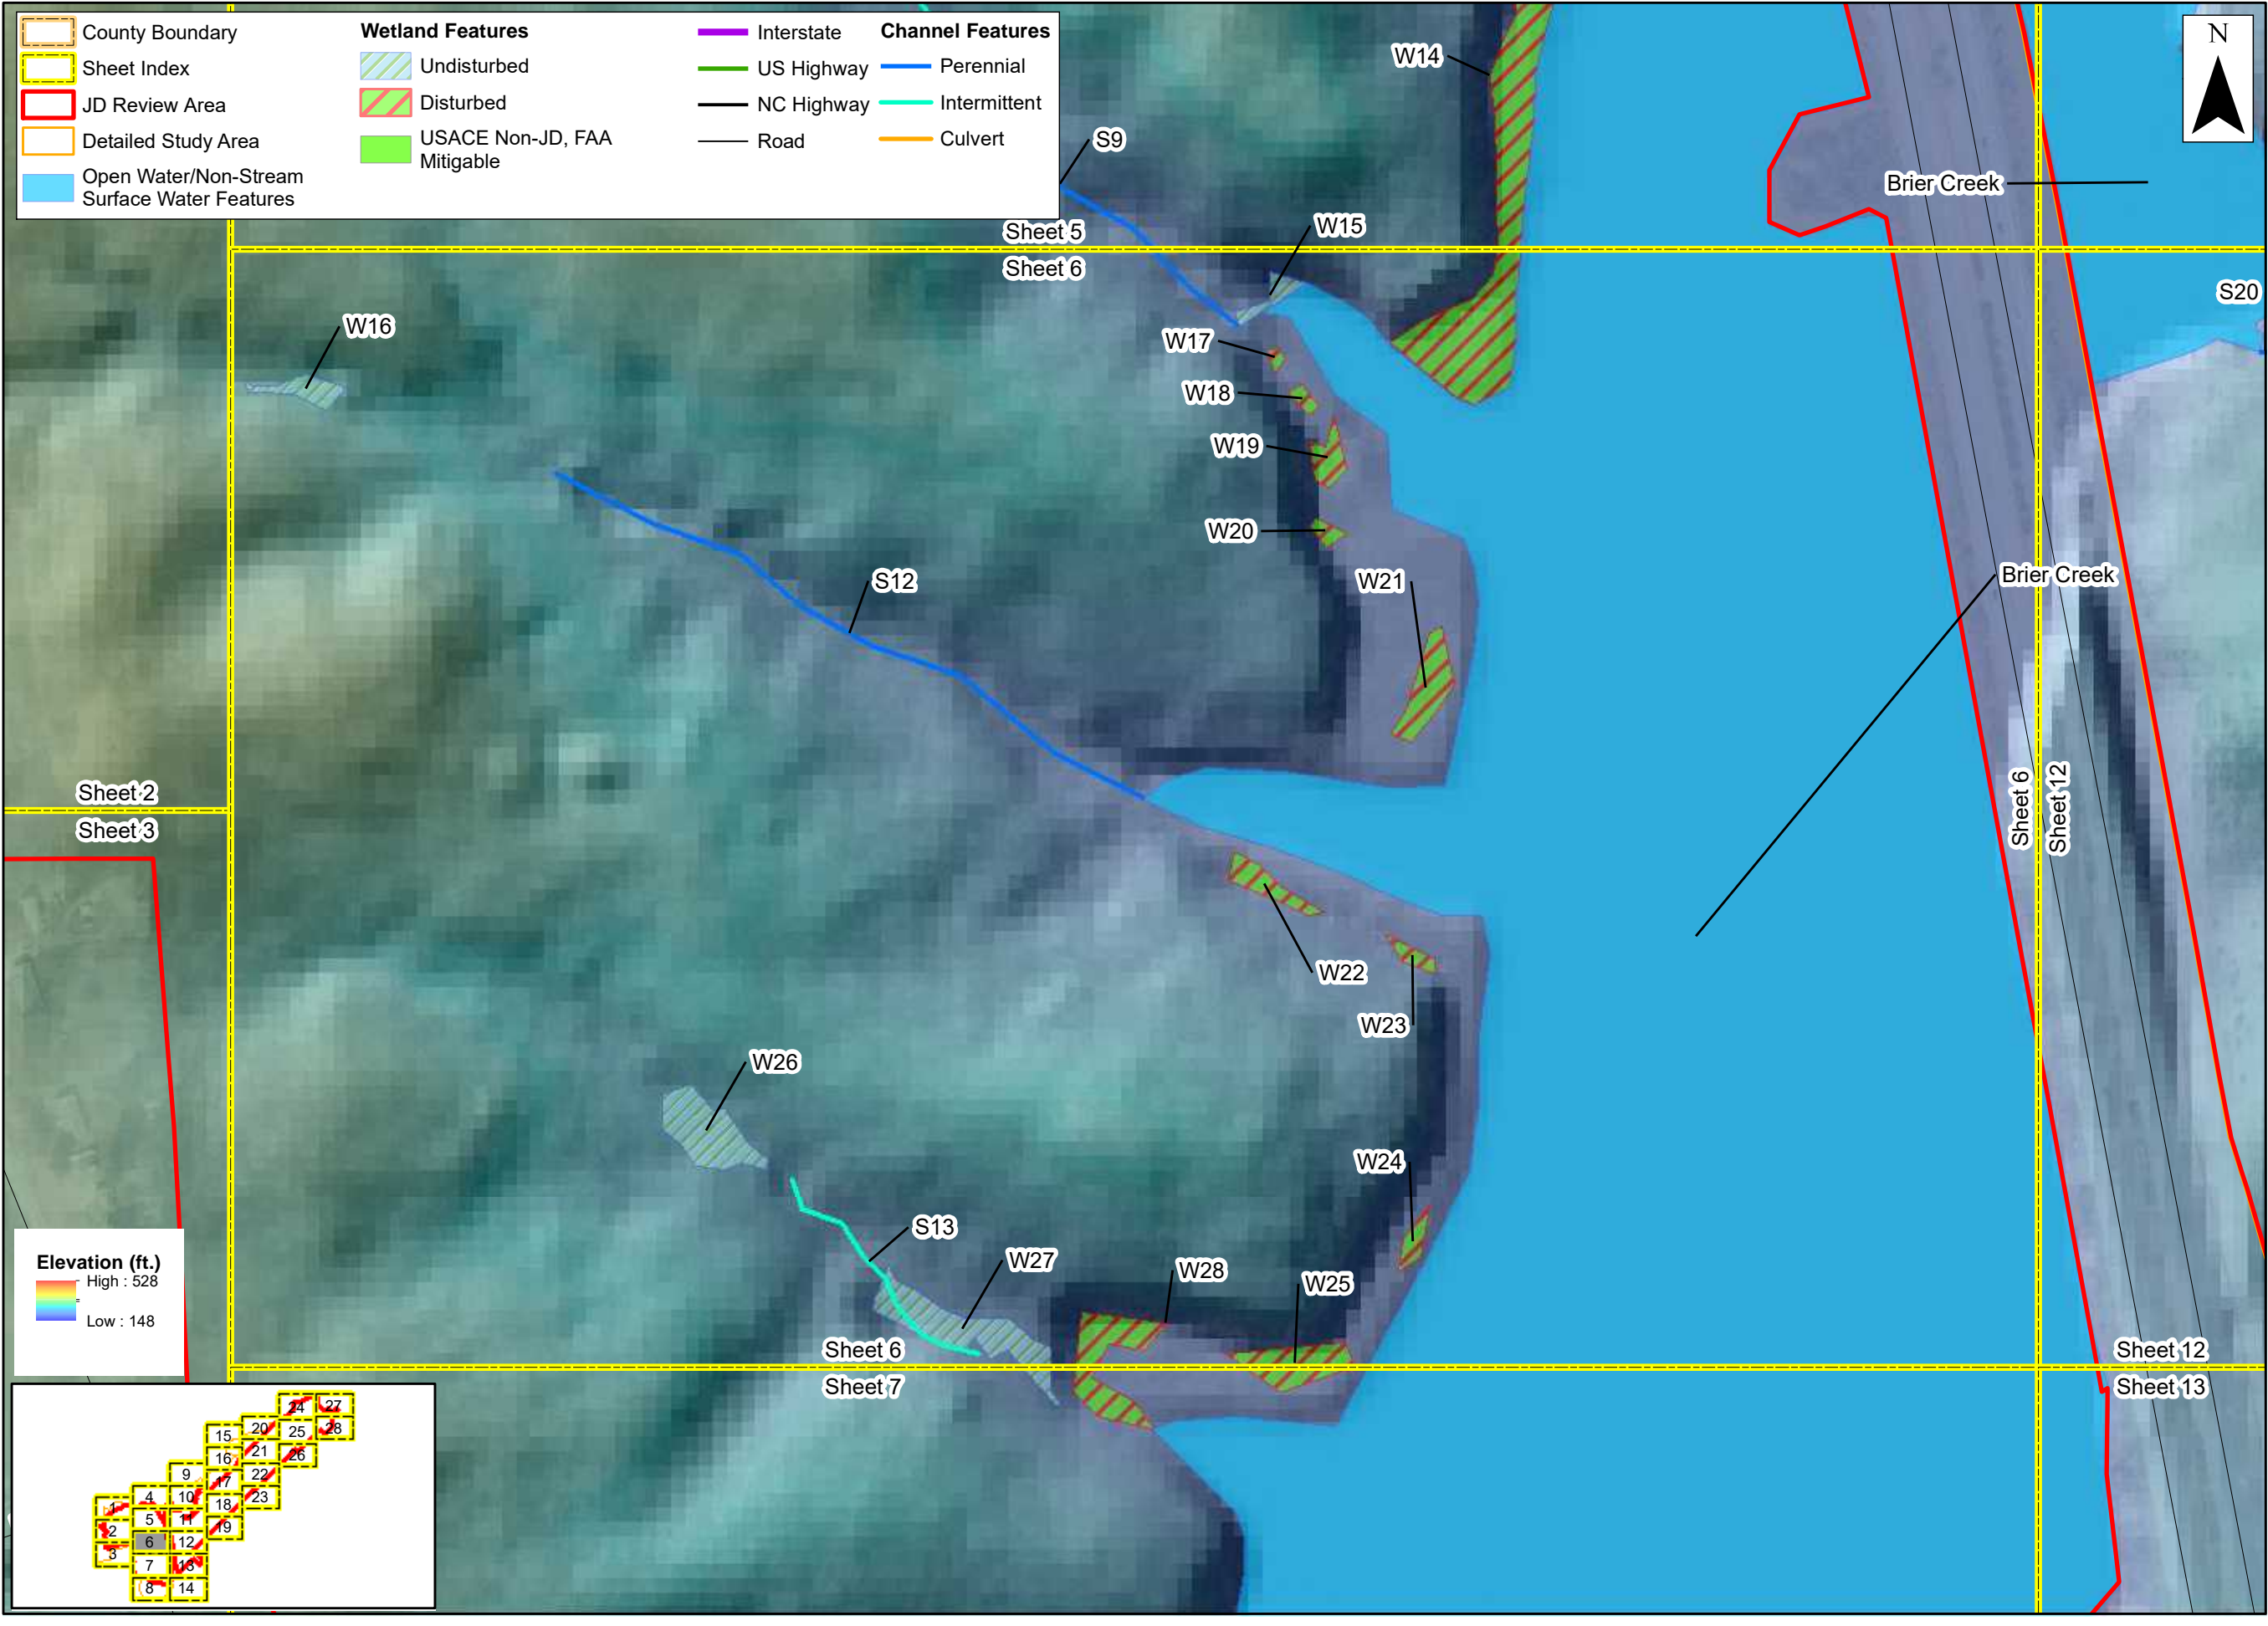 County Boundary
Sheet Index
JD Review Area
Detailed Study Area
Open Water/Non-Stream
Surface Water Features
Wetland Features
Undisturbed
Disturbed
USACE Non-JD, FAA
Mitigable
Interstate
US Highway
NC Highway
Road
Channel Features
Perennial
Intermittent
Culvert
N
W14
S9
Brier Creek
W15
Sheet 5
Sheet 6
S20
W16
W17
W18
W19
W20
S12
W21
Brier Creek
Sheet 2
Sheet 3
Sheet 6
Sheet 12
W22
W23
W26
W24
S13
W27
W28
W25
Sheet 6
Sheet 7
Sheet 12
Sheet 13
Elevation (ft.)
High : 528
Low : 148
24 27
15 20 25 28
16 21 26
9 17 22
1 4 10 18 23
2 5 11 19
3 6 12
7 13
8 14